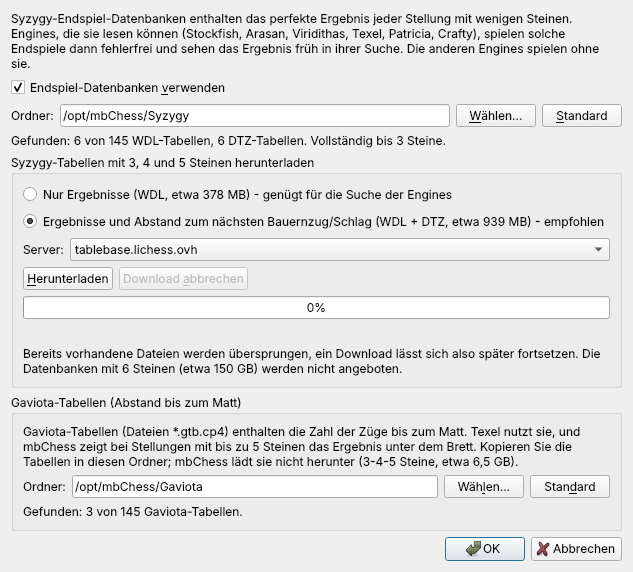 Syzygy-Endspiel-Datenbanken enthalten das perfekte Ergebnis jeder Stellung mit wenigen Steinen.
Engines, die sie lesen können (Stockfish, Arasan, Viridithas, Texel, Patricia, Crafty), spielen solche
Endspiele dann fehlerfrei und sehen das Ergebnis früh in ihrer Suche. Die anderen Engines spielen ohne
sie.
Endspiel-Datenbanken verwenden
Ordner: /opt/mbChess/Syzygy Wählen... Standard
Gefunden: 6 von 145 WDL-Tabellen, 6 DTZ-Tabellen. Vollständig bis 3 Steine.
Syzygy-Tabellen mit 3, 4 und 5 Steinen herunterladen
Nur Ergebnisse (WDL, etwa 378 MB) - genügt für die Suche der Engines
Ergebnisse und Abstand zum nächsten Bauernzug/Schlag (WDL + DTZ, etwa 939 MB) - empfohlen
Server: tablebase.lichess.ovh
Herunterladen Download abbrechen
0%
Bereits vorhandene Dateien werden übersprungen, ein Download lässt sich also später fortsetzen. Die
Datenbanken mit 6 Steinen (etwa 150 GB) werden nicht angeboten.
Gaviota-Tabellen (Abstand bis zum Matt)
Gaviota-Tabellen (Dateien *.gtb.cp4) enthalten die Zahl der Züge bis zum Matt. Texel nutzt sie, und
mbChess zeigt bei Stellungen mit bis zu 5 Steinen das Ergebnis unter dem Brett. Kopieren Sie die
Tabellen in diesen Ordner; mbChess lädt sie nicht herunter (3-4-5 Steine, etwa 6,5 GB).
Ordner: /opt/mbChess/Gaviota Wählen... Standard
Gefunden: 3 von 145 Gaviota-Tabellen.
OK Abbrechen